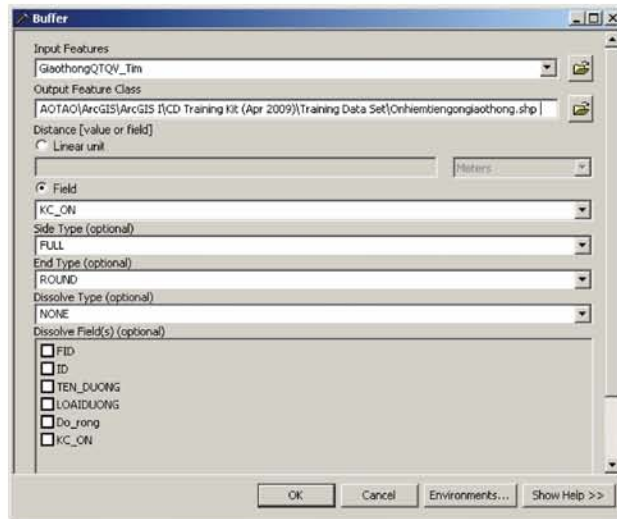 Buffer
Input Features
GiaothongQTQV_Tim
Output Feature Class
AOTAO\ArcGIS\ArcGIS I\CD Training Kit (Apr 2009)\Training Data Set\Onhiemtiengongiaothong.shp
Distance [value or field]
Linear unit
Meters
Field
KC_ON
Side Type (optional)
FULL
End Type (optional)
ROUND
Dissolve Type (optional)
NONE
Dissolve Field(s) (optional)
FID
ID
TEN_DUONG
LOAIDUONG
Do_rong
KC_ON
OK Cancel Environments... Show Help >>